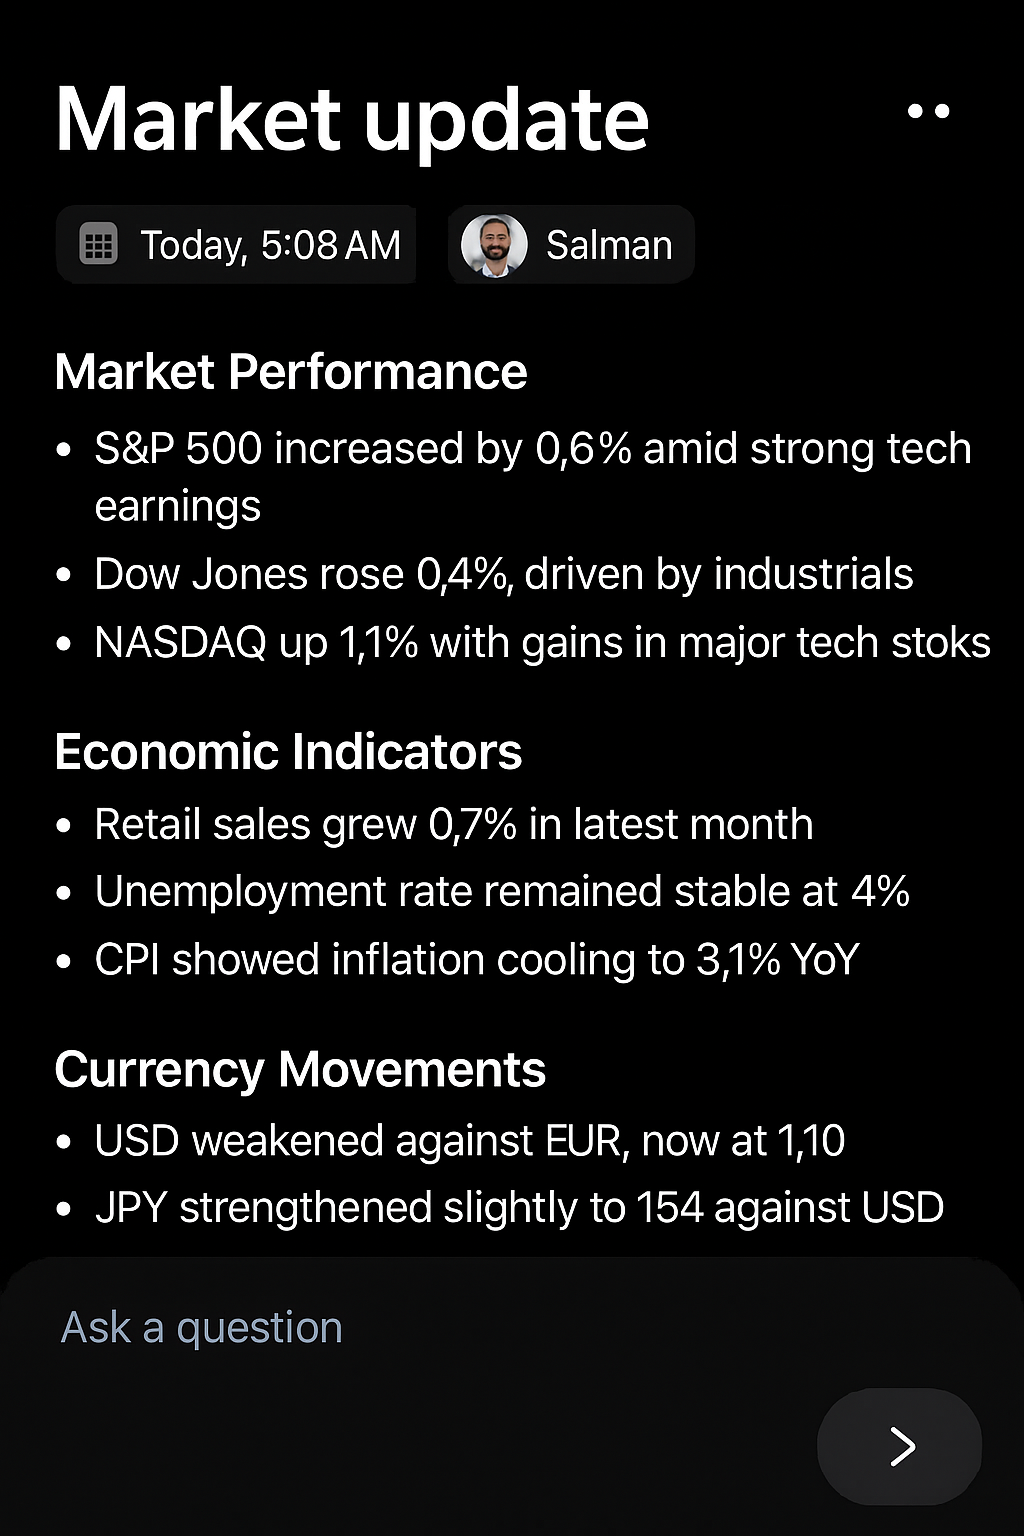 Market update
Today, 5:08 AM
Salman
Market Performance
• S&P 500 increased by 0,6% amid strong tech
earnings
• Dow Jones rose 0,4%, driven by industrials
• NASDAQ up 1,1% with gains in major tech stoks
Economic Indicators
• Retail sales grew 0,7% in latest month
• Unemployment rate remained stable at 4%
• CPI showed inflation cooling to 3,1% YoY
Currency Movements
• USD weakened against EUR, now at 1,10
• JPY strengthened slightly to 154 against USD
Ask a question